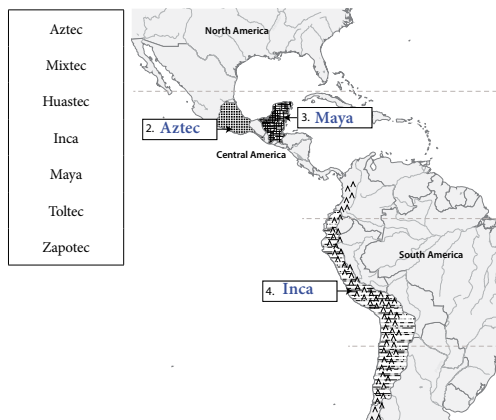 Aztec
Mixtec
Huastec
Inca
Maya
Toltec
Zapotec
North America
3. Maya
2. Aztec
Central America
South America
4. Inca